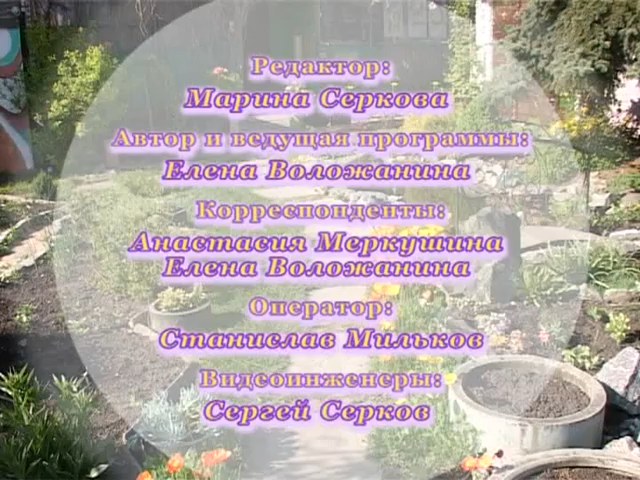 Редактор:
Марина Серкова
Автор и ведущая программы:
Елена Воложанина
Корреспонденты:
Анастасия Меркушина
Елена Воложанина
Оператор:
Станислав Мильков
Видеоинженеры:
Сергей Серков